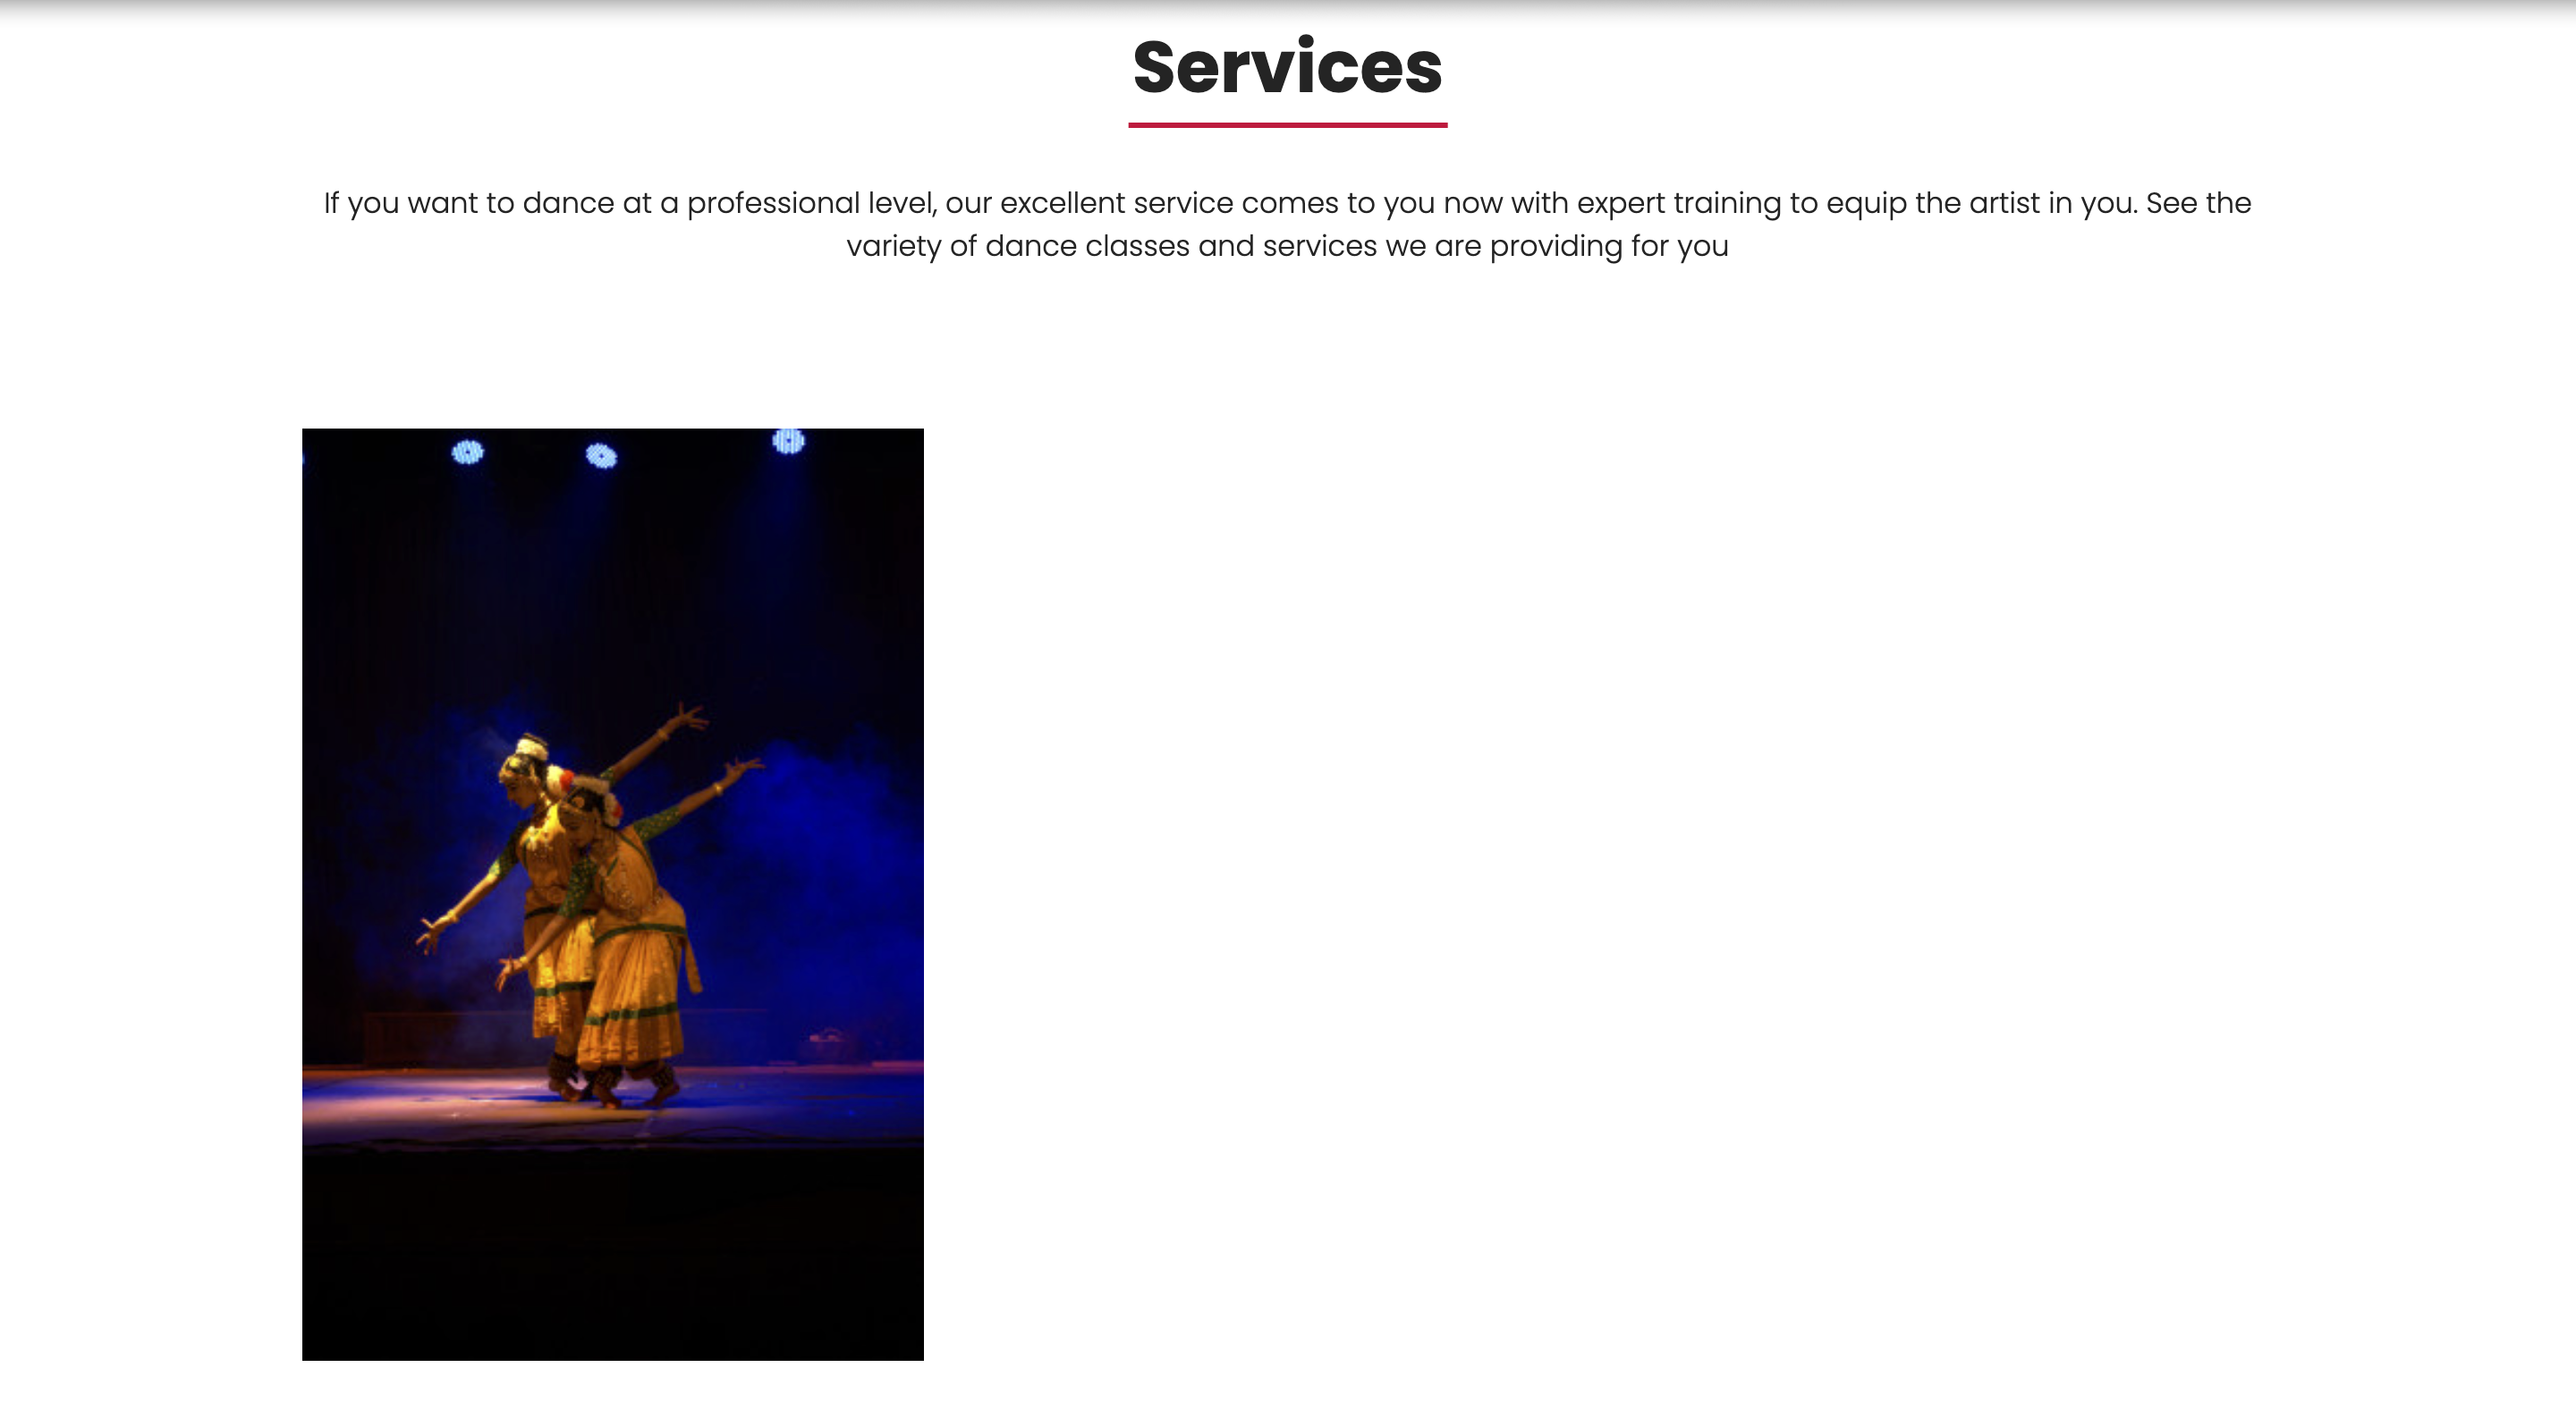 Services
If you want to dance at a professional level, our excellent service comes to you now with expert training to equip the artist in you. See the
variety of dance classes and services we are providing for you